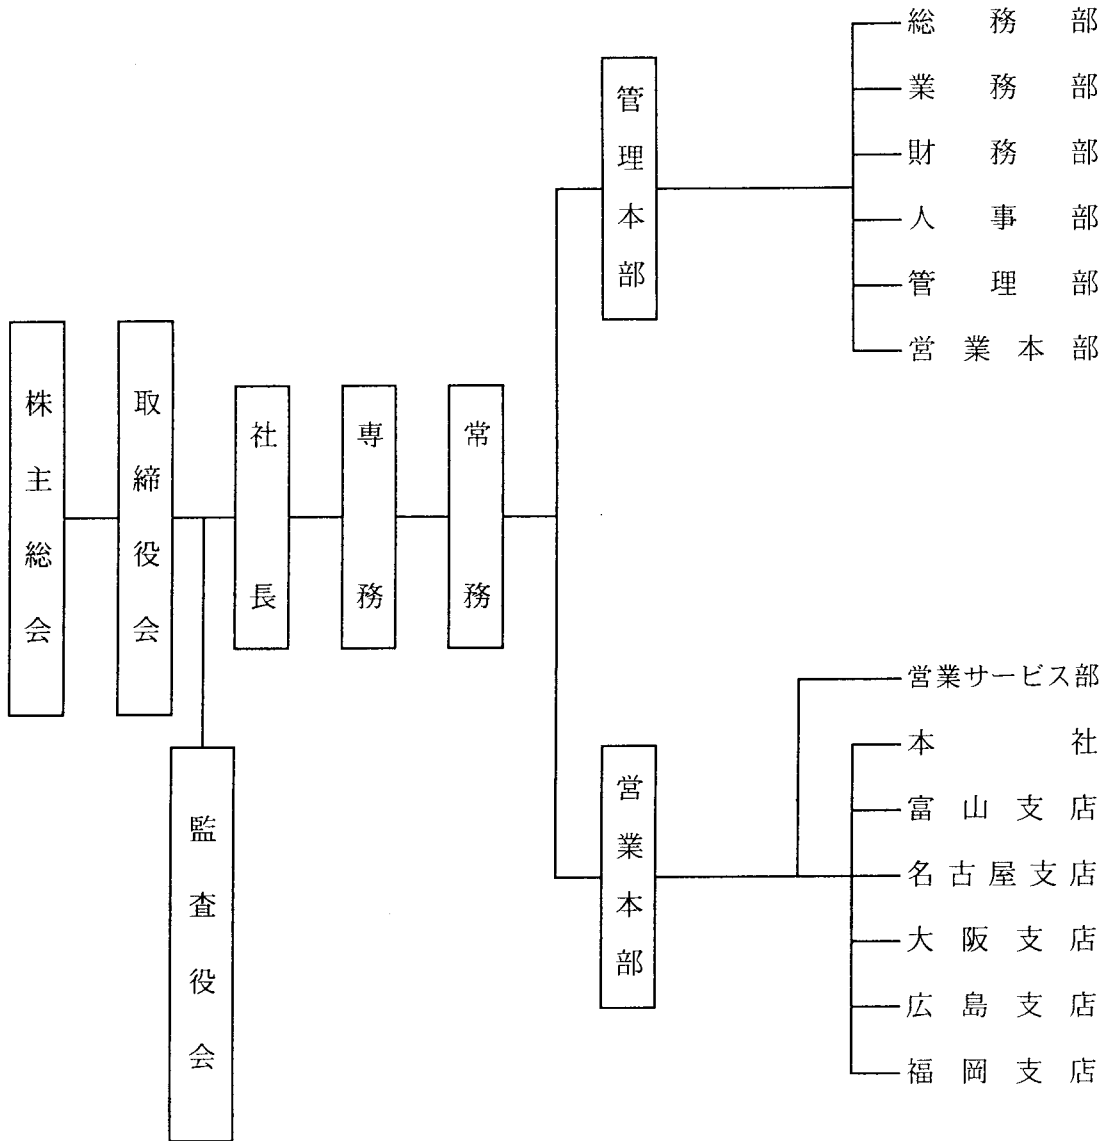 株主総会
取締役会
監査役会
社長
専務
常務
管理本部
総務部
業務部
財務部
人事部
管理部
営業本部
営業本部
営業サービス部
本社
富山支店
名古屋支店
大阪支店
広島支店
福岡支店